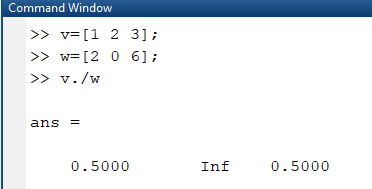 Command Window
>> v=[1 2 3];
>> w=[2 0 6];
>> v./w
ans =
0.5000 Inf 0.5000